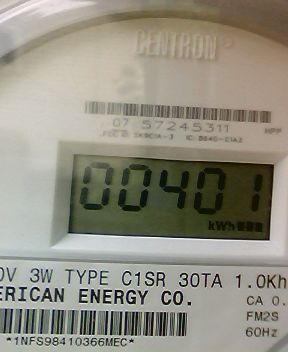 CENTRON®
07 57245311
HPP
00401
kWh
0V 3W TYPE C1SR 30TA 1.0Kh
ERICAN ENERGY CO.
CA 0.
FM2S
60Hz
*1NFS98410366MEC*